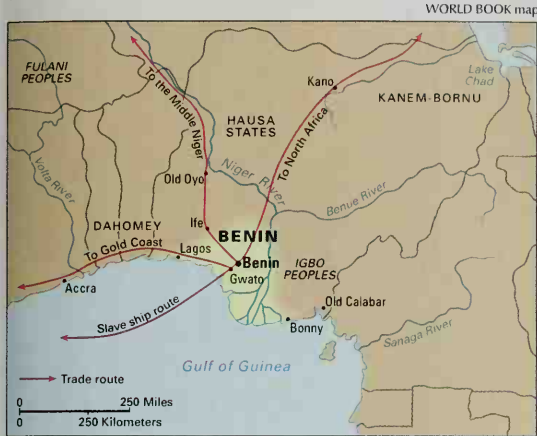 WORLD BOOK map
FULANI
PEOPLES
To the Middle Niger
HAUSA
STATES
Kano
To North Africa
KANEM-BORNU
Lake
Chad
Volta River
Old Oyo
Niger River
Benue River
DAHOMEY
Ife
BENIN
To Gold Coast
Lagos
Benin
Gwato
IGBO
PEOPLES
Accra
Slave ship route
Old Calabar
Bonny
Sanaga River
Gulf of Guinea
Trade route
0 250 Miles
0 250 Kilometers